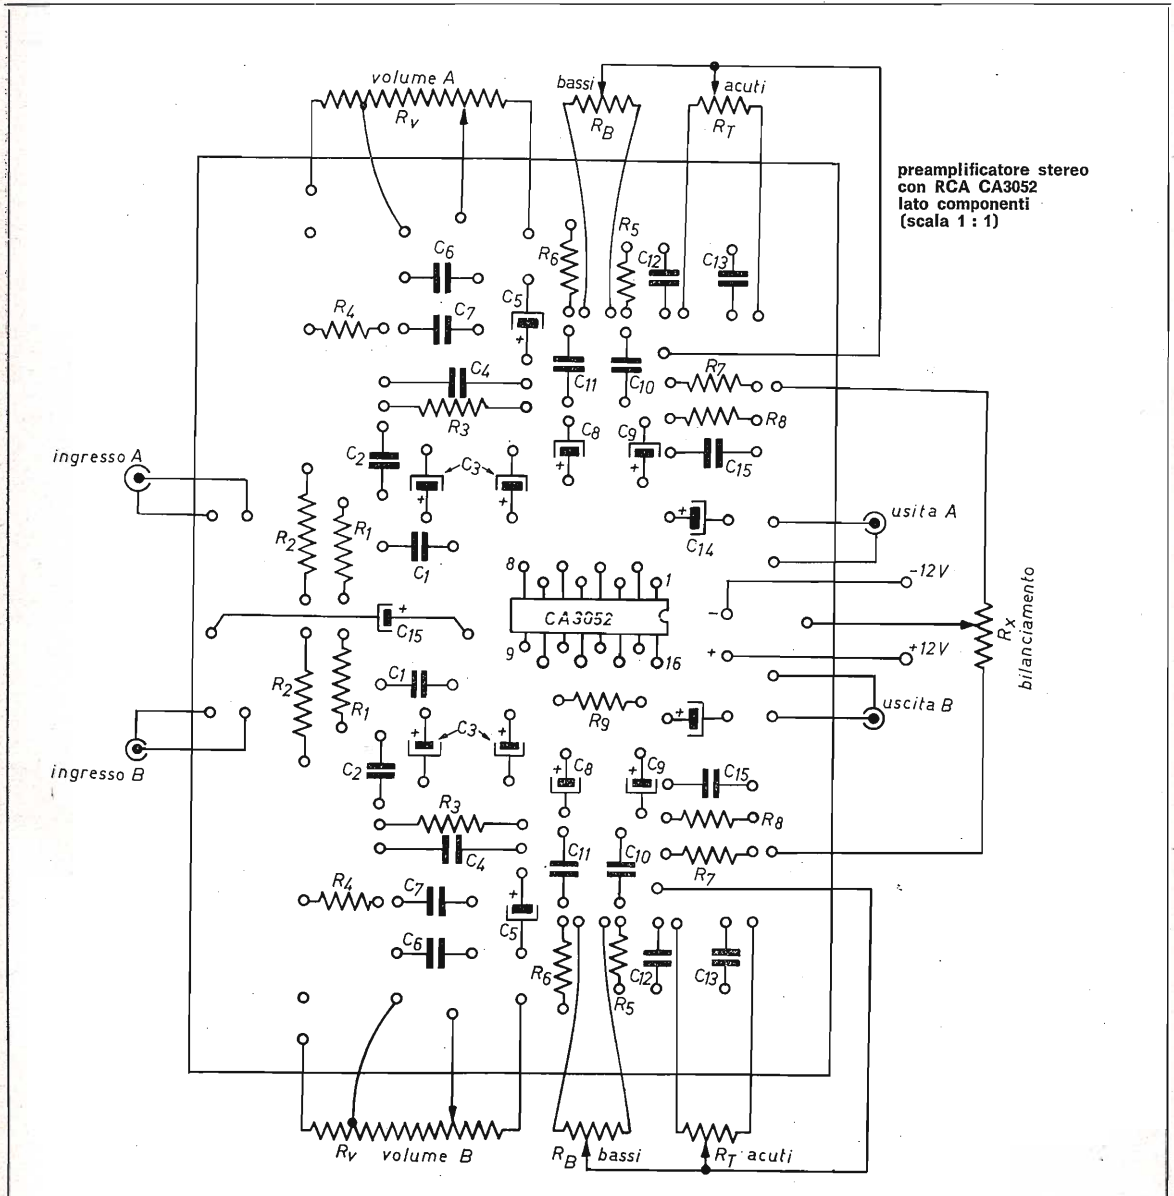 volume A
Rv
bassi
RB
acuti
RT
preamplificatore stereo
con RCA CA3052
lato componenti
(scala 1 : 1)
R6
R5
C6
C12
C13
C5
+
R4
C7
C11
C10
C4
R3
R7
R8
C8
+
C9
+
C15
ingresso A
C2
C3
+
+
R2
R1
C1
+
C14
usita A
8
1
-12V
CA3052
-
+
C15
9
16
+
+12V
Rx
bilanciamento
R2
R1
C1
R9
uscita B
+
ingresso B
C2
+
C3
+
+
C8
+
C9
C15
R3
C4
R8
R7
C11
C10
R4
C7
+
C5
C6
R6
R5
C12
C13
Rv
volume B
RB
bassi
RT
acuti